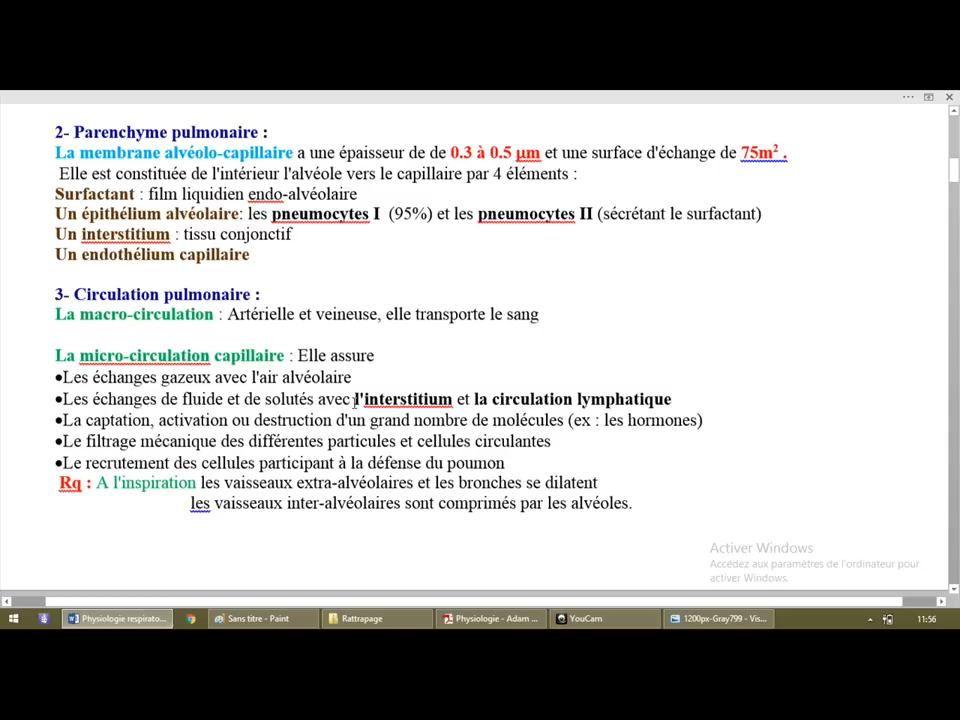 2- Parenchyme pulmonaire :
La membrane alvéolo-capillaire a une épaisseur de de 0.3 à 0.5 µm et une surface d'échange de 75m² .
Elle est constituée de l'intérieur l'alvéole vers le capillaire par 4 éléments :
Surfactant : film liquidien endo-alvéolaire
Un épithélium alvéolaire: les pneumocytes I (95%) et les pneumocytes II (sécrétant le surfactant)
Un interstitium : tissu conjonctif
Un endothélium capillaire
3- Circulation pulmonaire :
La macro-circulation : Artérielle et veineuse, elle transporte le sang
La micro-circulation capillaire : Elle assure
•Les échanges gazeux avec l'air alvéolaire
•Les échanges de fluide et de solutés avec l'interstitium et la circulation lymphatique
•La captation, activation ou destruction d'un grand nombre de molécules (ex : les hormones)
•Le filtrage mécanique des différentes particules et cellules circulantes
•Le recrutement des cellules participant à la défense du poumon
Rq : A l'inspiration les vaisseaux extra-alvéolaires et les bronches se dilatent
les vaisseaux inter-alvéolaires sont comprimés par les alvéoles.
Activer Windows
Accédez aux paramètres de l'ordinateur pour
activer Windows.
Physiologie respirato... Sans titre - Paint Rattrapage Physiologie - Adam ... YouCam 1200px-Gray799 - Vis... 11:56